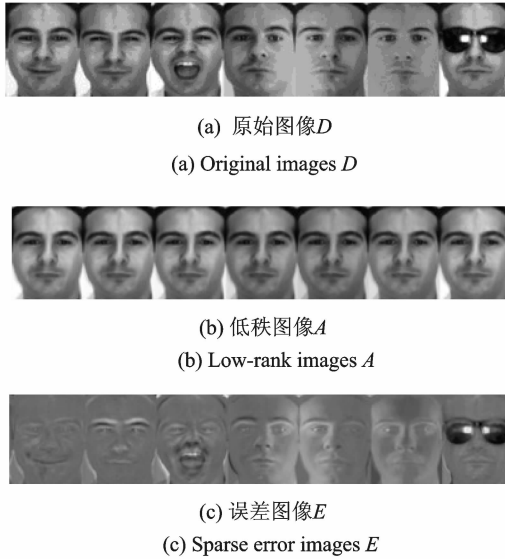 (a) 原始图像D
(a) Original images D
(b) 低秩图像A
(b) Low-rank images A
(c) 误差图像E
(c) Sparse error images E